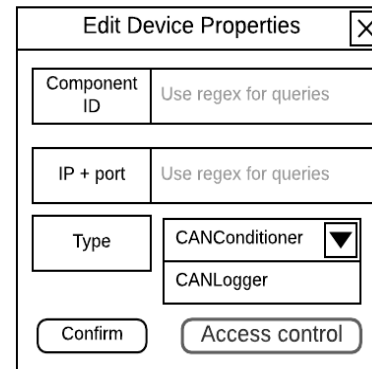 Edit Device Properties
Component
ID
Use regex for queries
IP + port
Use regex for queries
Type
CANConditioner
CANLogger
Confirm
Access control